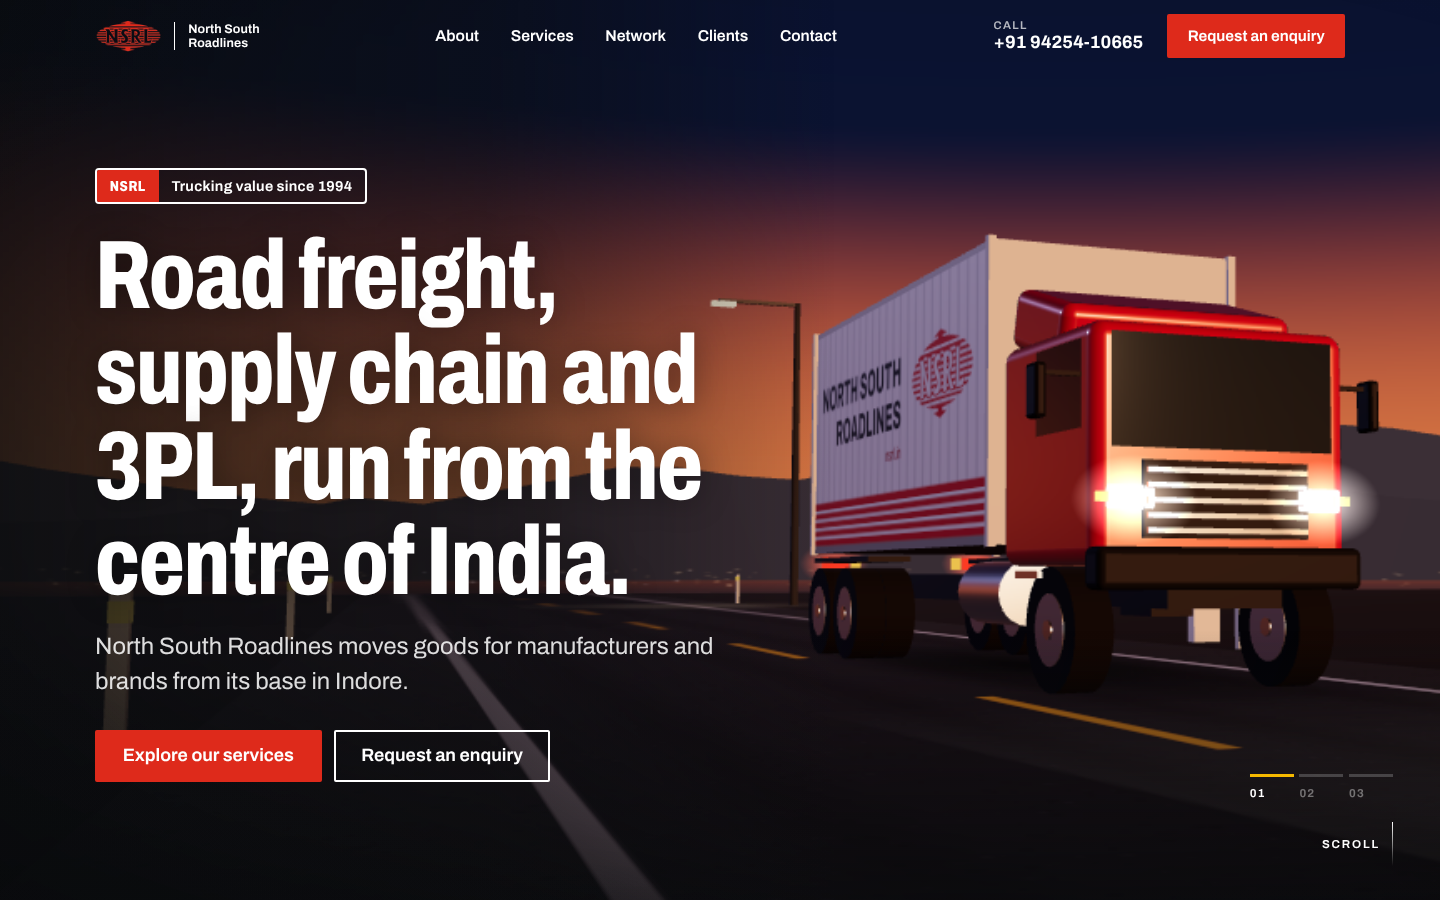 NSRL
North South
Roadlines
About
Services
Network
Clients
Contact
CALL
+91 94254-10665
Request an enquiry
NSRL
Trucking value since 1994
Road freight,
supply chain and
3PL, run from the
centre of India.
North South Roadlines moves goods for manufacturers and
brands from its base in Indore.
Explore our services
Request an enquiry
NORTH SOUTH
ROADLINES
NSRL
01
02
03
SCROLL